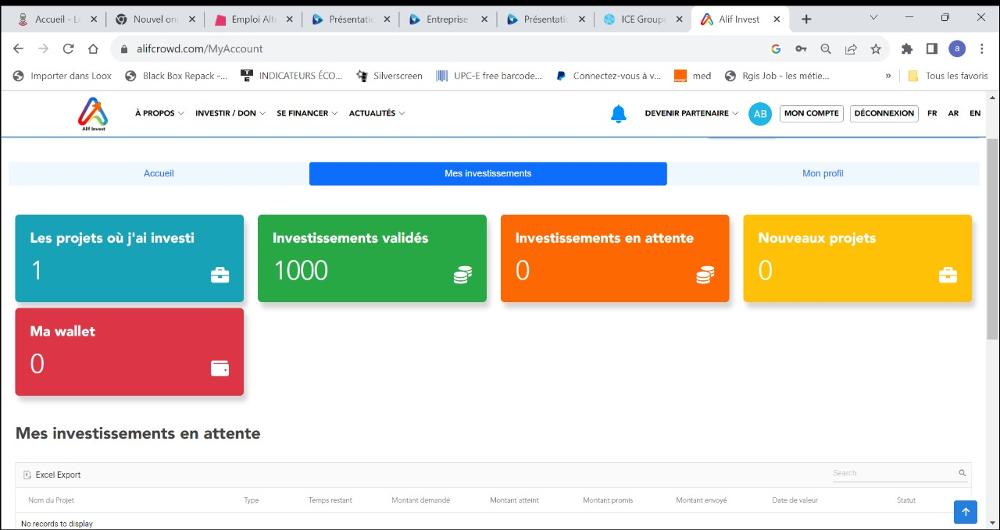 Accueil - Le
Nouvel ong
Emploi Alte
Présentatio
Entreprise
Présentatio
ICE Groupe
Alif Invest
alifcrowd.com/MyAccount
a
Importer dans Loox
Black Box Repack -...
INDICATEURS ÉCO...
Silverscreen
UPC-E free barcode...
Connectez-vous à v...
med
Rgis Job - les métie...
»
Tous les favoris
Alif Invest
À PROPOS
INVESTIR / DON
SE FINANCER
ACTUALITÉS
DEVENIR PARTENAIRE
AB
MON COMPTE
DÉCONNEXION
FR
AR
EN
Accueil
Mes investissements
Mon profil
Les projets où j'ai investi
1
Investissements validés
1000
Investissements en attente
0
Nouveaux projets
0
Ma wallet
0
Mes investissements en attente
Excel Export
Search
Nom du Projet
Type
Temps restant
Montant demandé
Montant atteint
Montant promis
Montant envoyé
Date de valeur
Statut
No records to display